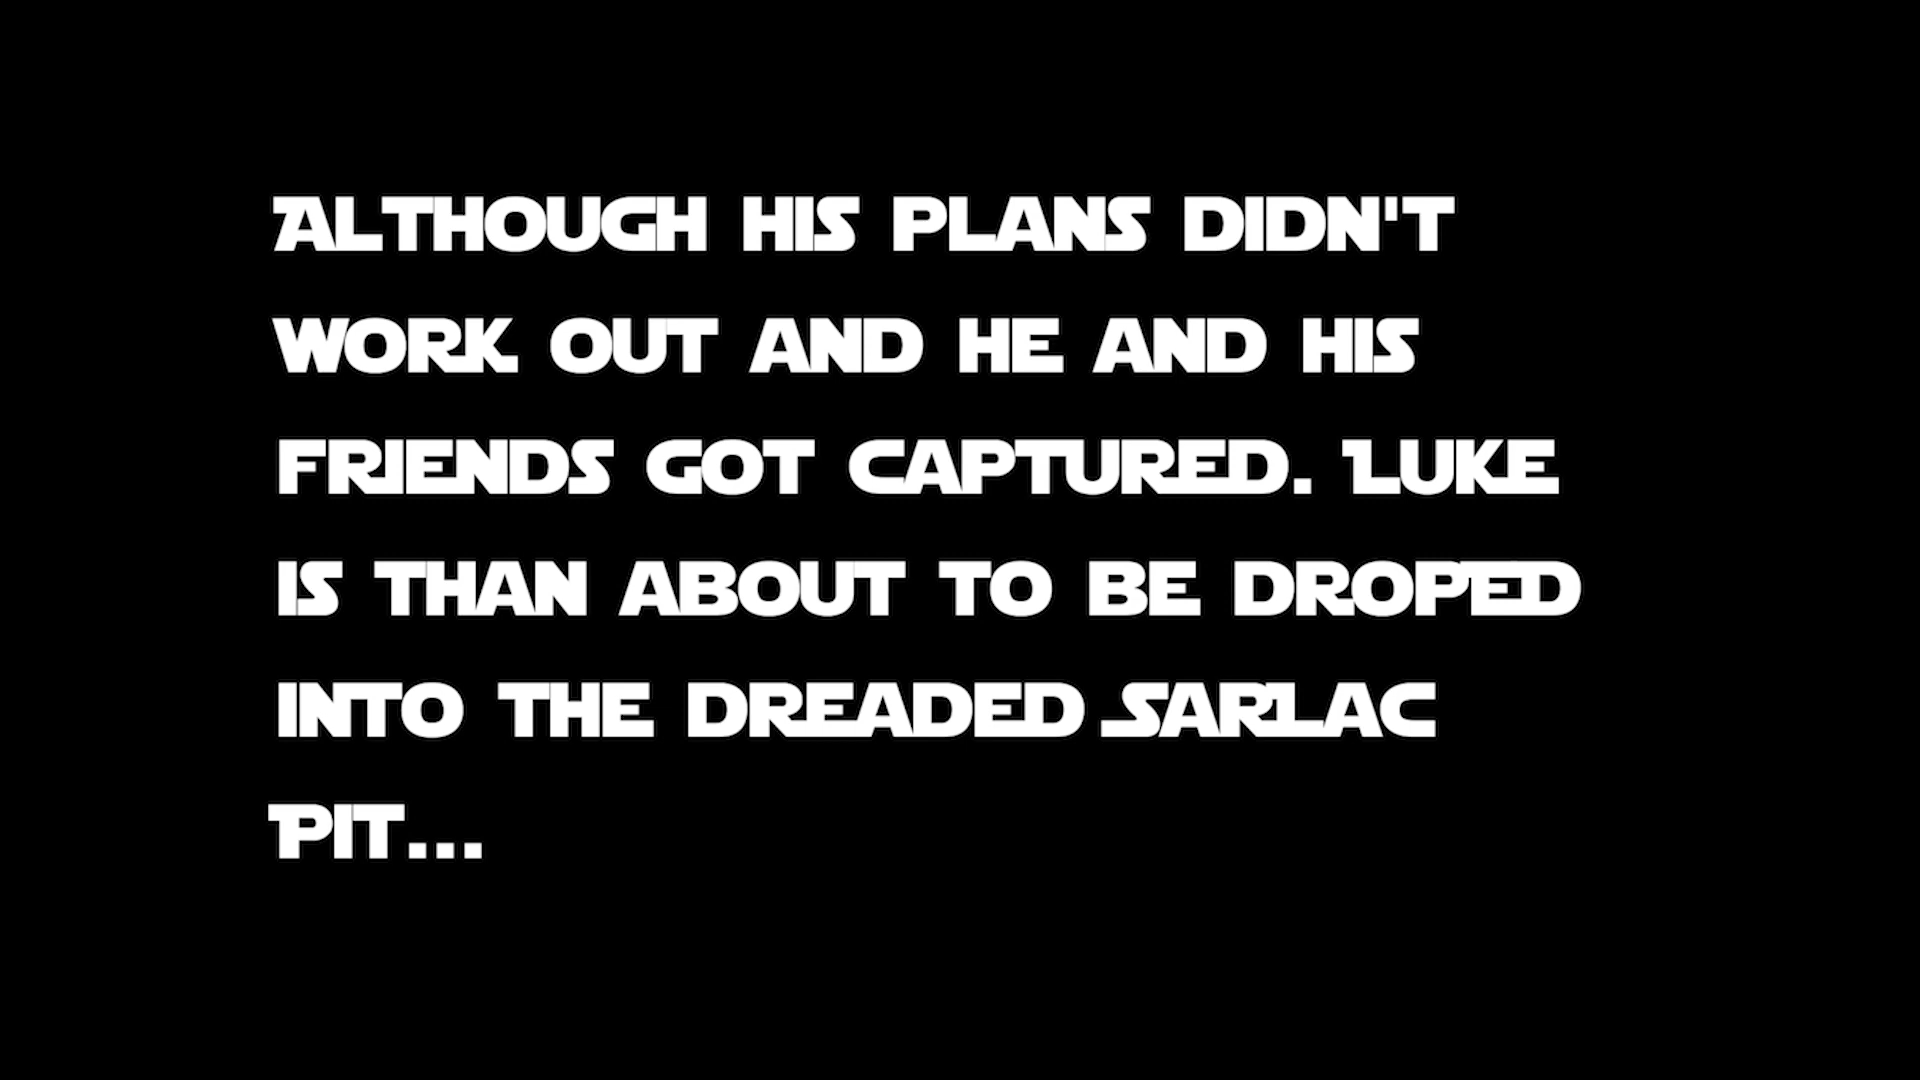 Although his plans didn't
work out and he and his
friends got captured. Luke
is than about to be droped
into the dreaded Sarlac
Pit...